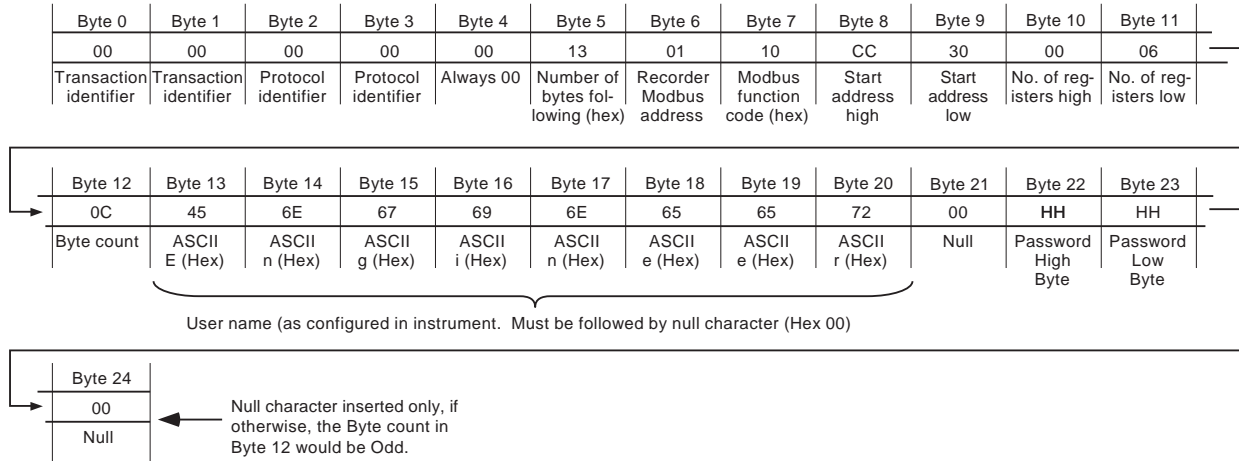 Byte 0 Byte 1 Byte 2 Byte 3 Byte 4 Byte 5 Byte 6 Byte 7 Byte 8 Byte 9 Byte 10 Byte 11
00 00 00 00 00 13 01 10 CC 30 00 06
Transaction Transaction Protocol Protocol Always 00 Number of Recorder Modbus Start Start No. of reg- No. of reg-
identifier identifier identifier identifier bytes fol- Modbus function address address isters high isters low
lowing (hex) address code (hex) high low
Byte 12 Byte 13 Byte 14 Byte 15 Byte 16 Byte 17 Byte 18 Byte 19 Byte 20 Byte 21 Byte 22 Byte 23
0C 45 6E 67 69 6E 65 65 72 00 HH HH
Byte count ASCII ASCII ASCII ASCII ASCII ASCII ASCII ASCII Null Password Password
E (Hex) n (Hex) g (Hex) i (Hex) n (Hex) e (Hex) e (Hex) r (Hex) High Low
Byte Byte
User name (as configured in instrument. Must be followed by null character (Hex 00)
Byte 24
00
Null
Null character inserted only, if
otherwise, the Byte count in
Byte 12 would be Odd.